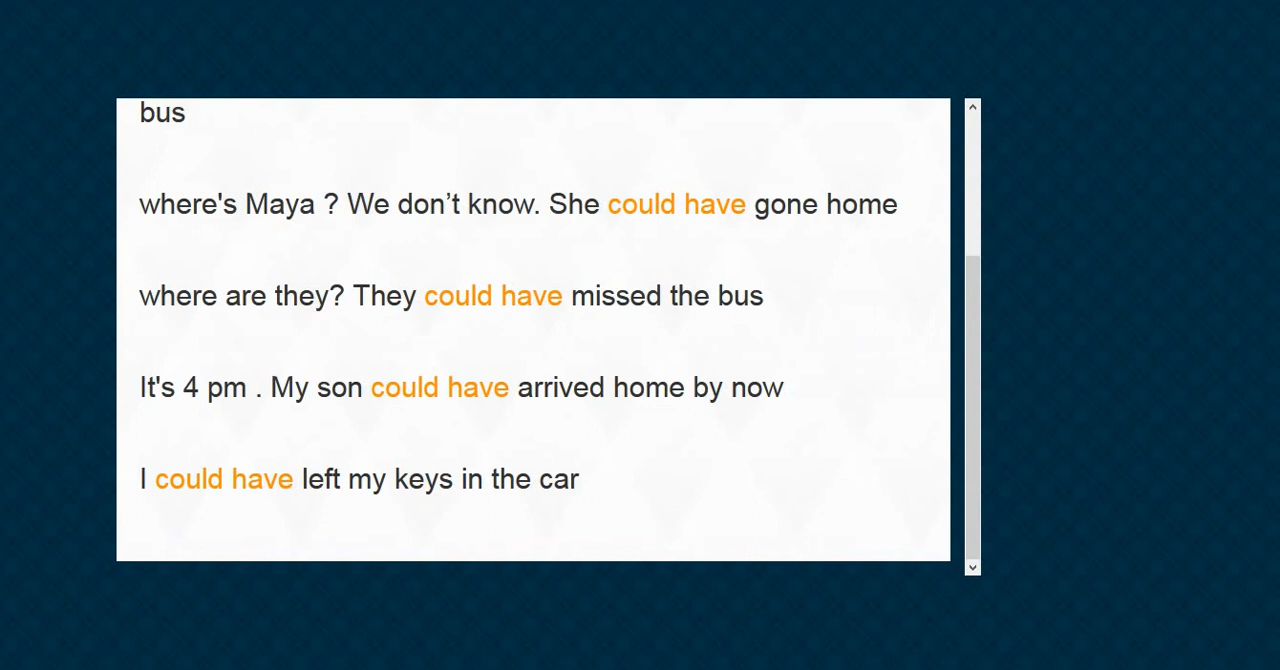 bus
where's Maya ? We don’t know. She could have gone home
where are they? They could have missed the bus
It's 4 pm . My son could have arrived home by now
I could have left my keys in the car